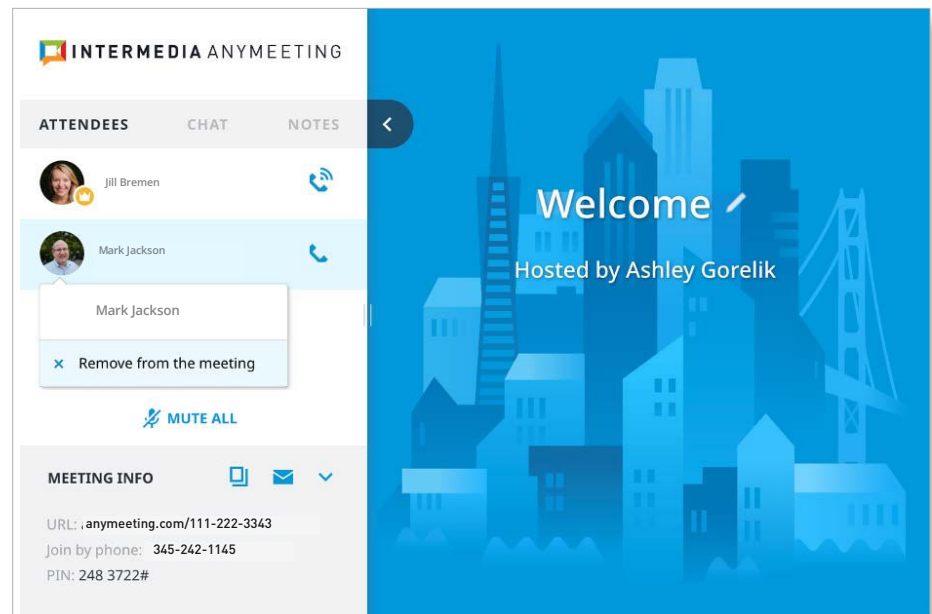 INTERMEDIA ANYMEETING
ATTENDEES CHAT NOTES
Jill Bremen
Mark Jackson
Mark Jackson
× Remove from the meeting
MUTE ALL
MEETING INFO
URL: anymeeting.com/111-222-3343
Join by phone: 345-242-1145
PIN: 248 3722#
Welcome
Hosted by Ashley Gorelik